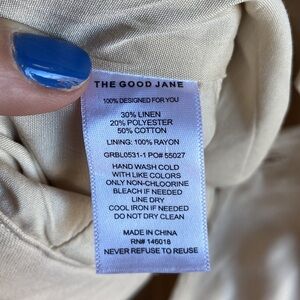 THE GOOD JANE
100% DESIGNED FOR YOU
30% LINEN
20% POLYESTER
50% COTTON
LINING: 100% RAYON
GRBL0531-1 PO# 55027
HAND WASH COLD
WITH LIKE COLORS
ONLY NON-CHLOORINE
BLEACH IF NEEDED
LINE DRY
COOL IRON IF NEEDED
DO NOT DRY CLEAN
MADE IN CHINA
RN# 146018
NEVER REFUSE TO REUSE